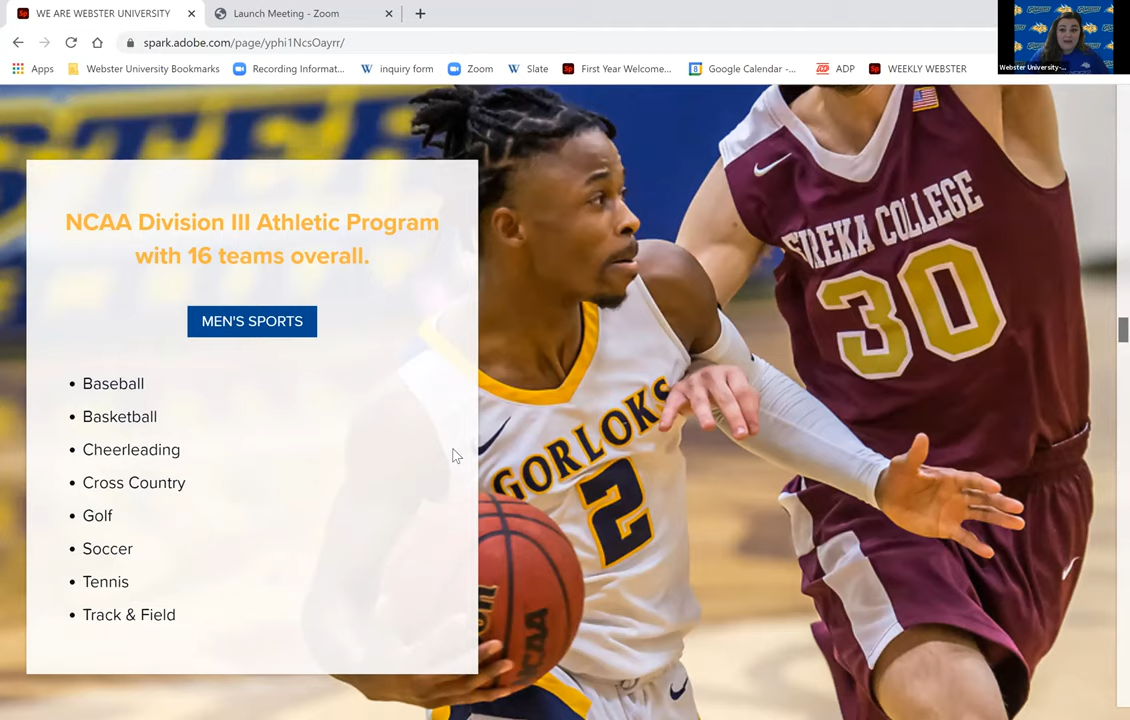 WE ARE WEBSTER UNIVERSITY
Launch Meeting - Zoom
spark.adobe.com/page/yphi1NcsOayrr/
Apps
Webster University Bookmarks
Recording Informat...
inquiry form
Zoom
Slate
First Year Welcome...
Google Calendar -...
ADP
WEEKLY WEBSTER
Webster University-...
NCAA Division III Athletic Program
with 16 teams overall.
MEN'S SPORTS
• Baseball
• Basketball
• Cheerleading
• Cross Country
• Golf
• Soccer
• Tennis
• Track & Field
EUREKA COLLEGE
30
GORLOKS
2
NCAA